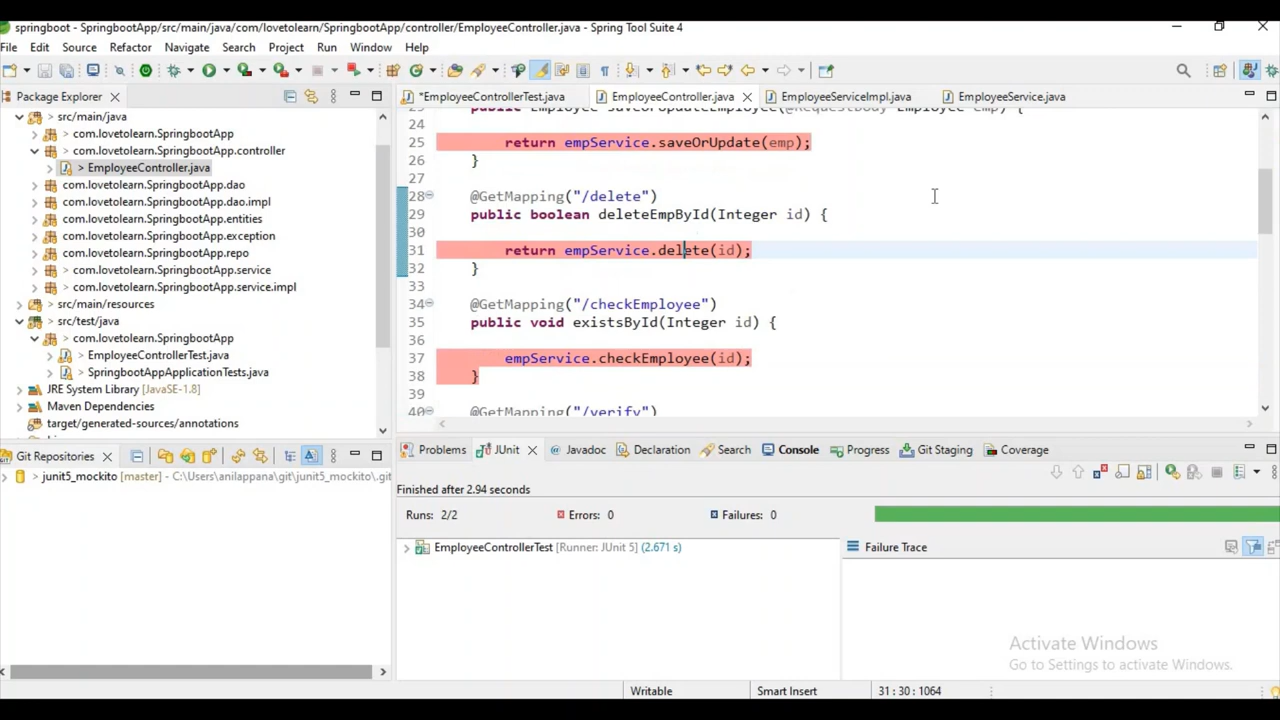 springboot - SpringbootApp/src/main/java/com/lovetolearn/SpringbootApp/controller/EmployeeController.java - Spring Tool Suite 4
File Edit Source Refactor Navigate Search Project Run Window Help
Package Explorer
src/main/java
com.lovetolearn.SpringbootApp
com.lovetolearn.SpringbootApp.controller
> EmployeeController.java
com.lovetolearn.SpringbootApp.dao
com.lovetolearn.SpringbootApp.dao.impl
com.lovetolearn.SpringbootApp.entities
com.lovetolearn.SpringbootApp.exception
com.lovetolearn.SpringbootApp.repo
com.lovetolearn.SpringbootApp.service
com.lovetolearn.SpringbootApp.service.impl
src/main/resources
src/test/java
com.lovetolearn.SpringbootApp
EmployeeControllerTest.java
SpringbootAppApplicationTests.java
JRE System Library [JavaSE-1.8]
Maven Dependencies
target/generated-sources/annotations
*EmployeeControllerTest.java EmployeeController.java EmployeeServiceImpl.java EmployeeService.java
23 public Employee saveOrUpdateEmployee(@RequestBody Employee emp) {
24
25 return empService.saveOrUpdate(emp);
26 }
27
28 @GetMapping("/delete")
29 public boolean deleteEmpById(Integer id) {
30
31 return empService.delete(id);
32 }
33
34 @GetMapping("/checkEmployee")
35 public void existsById(Integer id) {
36
37 empService.checkEmployee(id);
38 }
39
40 @GetMapping("/verify")
Git Repositories
junit5_mockito [master] - C:\Users\anilappana\git\junit5_mockito\.git
Problems JUnit Javadoc Declaration Search Console Progress Git Staging Coverage
Finished after 2.94 seconds
Runs: 2/2 Errors: 0 Failures: 0
EmployeeControllerTest [Runner: JUnit 5] (2.671 s)
Failure Trace
Activate Windows
Go to Settings to activate Windows.
Writable Smart Insert 31 : 30 : 1064